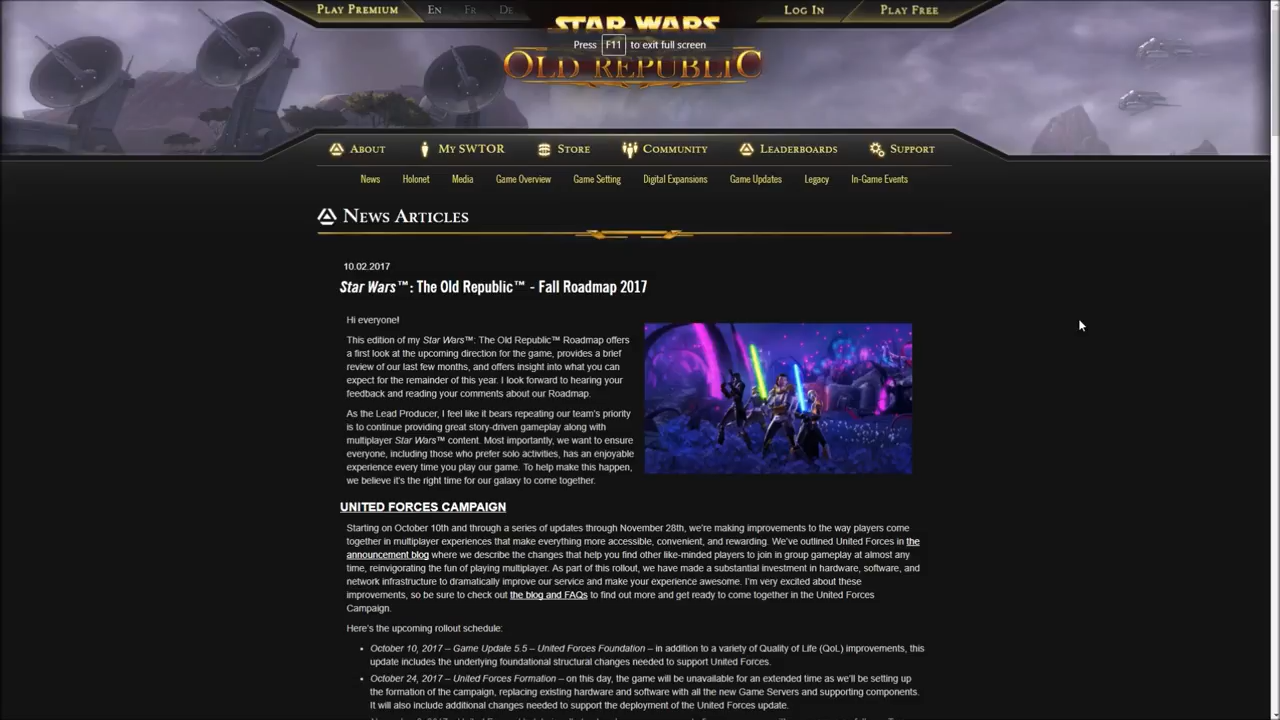 PLAY PREMIUM
EN
FR
DE
LOG IN
PLAY FREE
STAR WARS
Press F11 to exit full screen
OLD REPUBLIC
ABOUT
MY SWTOR
STORE
COMMUNITY
LEADERBOARDS
SUPPORT
News
Holonet
Media
Game Overview
Game Setting
Digital Expansions
Game Updates
Legacy
In-Game Events
NEWS ARTICLES
10.02.2017
Star Wars™: The Old Republic™ - Fall Roadmap 2017
Hi everyone!
This edition of my Star Wars™: The Old Republic™ Roadmap offers
a first look at the upcoming direction for the game, provides a brief
review of our last few months, and offers insight into what you can
expect for the remainder of this year. I look forward to hearing your
feedback and reading your comments about our Roadmap.
As the Lead Producer, I feel like it bears repeating our team's priority
is to continue providing great story-driven gameplay along with
multiplayer Star Wars™ content. Most importantly, we want to ensure
everyone, including those who prefer solo activities, has an enjoyable
experience every time you play our game. To help make this happen,
we believe it's the right time for our galaxy to come together.
UNITED FORCES CAMPAIGN
Starting on October 10th and through a series of updates through November 28th, we're making improvements to the way players come
together in multiplayer experiences that make everything more accessible, convenient, and rewarding. We've outlined United Forces in the
announcement blog where we describe the changes that help you find other like-minded players to join in group gameplay at almost any
time, reinvigorating the fun of playing multiplayer. As part of this rollout, we have made a substantial investment in hardware, software, and
network infrastructure to dramatically improve our service and make your experience awesome. I'm very excited about these
improvements, so be sure to check out the blog and FAQs to find out more and get ready to come together in the United Forces
Campaign.
Here's the upcoming rollout schedule:
• October 10, 2017 – Game Update 5.5 – United Forces Foundation – in addition to a variety of Quality of Life (QoL) improvements, this
update includes the underlying foundational structural changes needed to support United Forces.
• October 24, 2017 – United Forces Formation – on this day, the game will be unavailable for an extended time as we'll be setting up
the formation of the campaign, replacing existing hardware and software with all the new Game Servers and supporting components.
It will also include additional changes needed to support the deployment of the United Forces update.